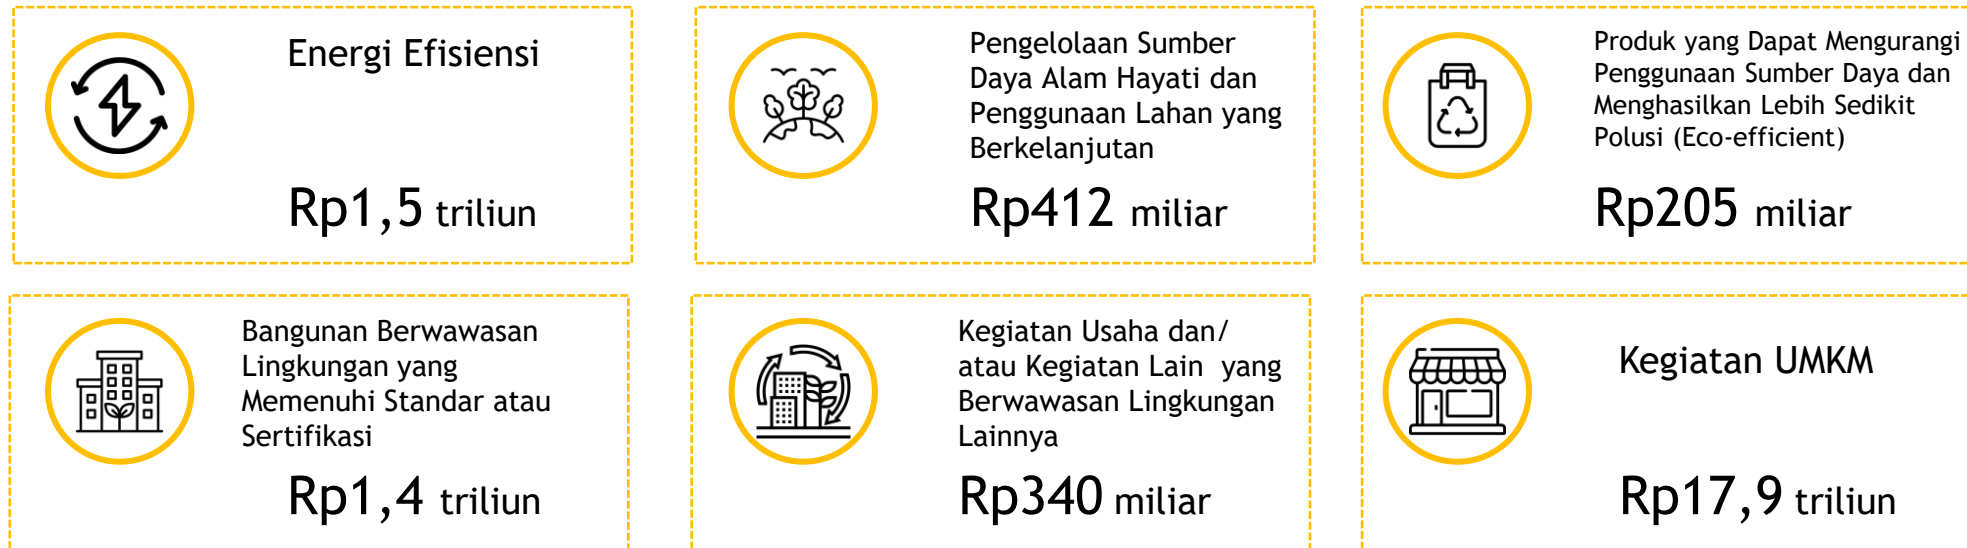 Energi Efisiensi
Rp1,5 triliun
Pengelolaan Sumber
Daya Alam Hayati dan
Penggunaan Lahan yang
Berkelanjutan
Rp412 miliar
Produk yang Dapat Mengurangi
Penggunaan Sumber Daya dan
Menghasilkan Lebih Sedikit
Polusi (Eco-efficient)
Rp205 miliar
Bangunan Berwawasan
Lingkungan yang
Memenuhi Standar atau
Sertifikasi
Rp1,4 triliun
Kegiatan Usaha dan/
atau Kegiatan Lain yang
Berwawasan Lingkungan
Lainnya
Rp340 miliar
Kegiatan UMKM
Rp17,9 triliun